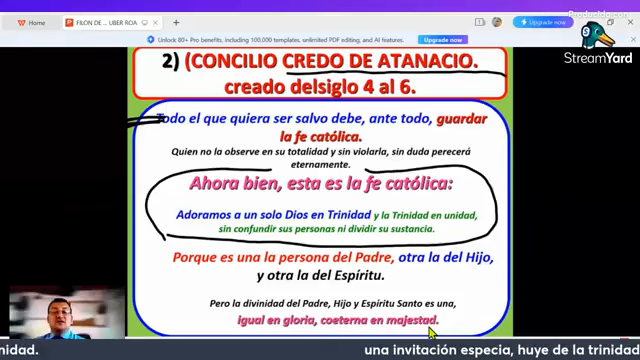 Producido con
Home
FILON DE ... UBER ROA
Upgrade now
Unlock 80+ Pro benefits, including 100,000 templates, unlimited PDF editing, and AI features.
Upgrade now
StreamYard
2) (CONCILIO CREDO DE ATANACIO.
creado delsiglo 4 al 6.
Todo el que quiera ser salvo debe, ante todo, guardar
la fe católica.
Quien no la observe en su totalidad y sin violarla, sin duda perecerá
eternamente.
Ahora bien, esta es la fe católica:
Adoramos a un solo Dios en Trinidad y la Trinidad en unidad,
sin confundir sus personas ni dividir su sustancia.
Porque es una la persona del Padre, otra la del Hijo,
y otra la del Espíritu.
Pero la divinidad del Padre, Hijo y Espíritu Santo es una,
igual en gloria, coeterna en majestad.
nidad. una invitación especia, huye de la trinidad